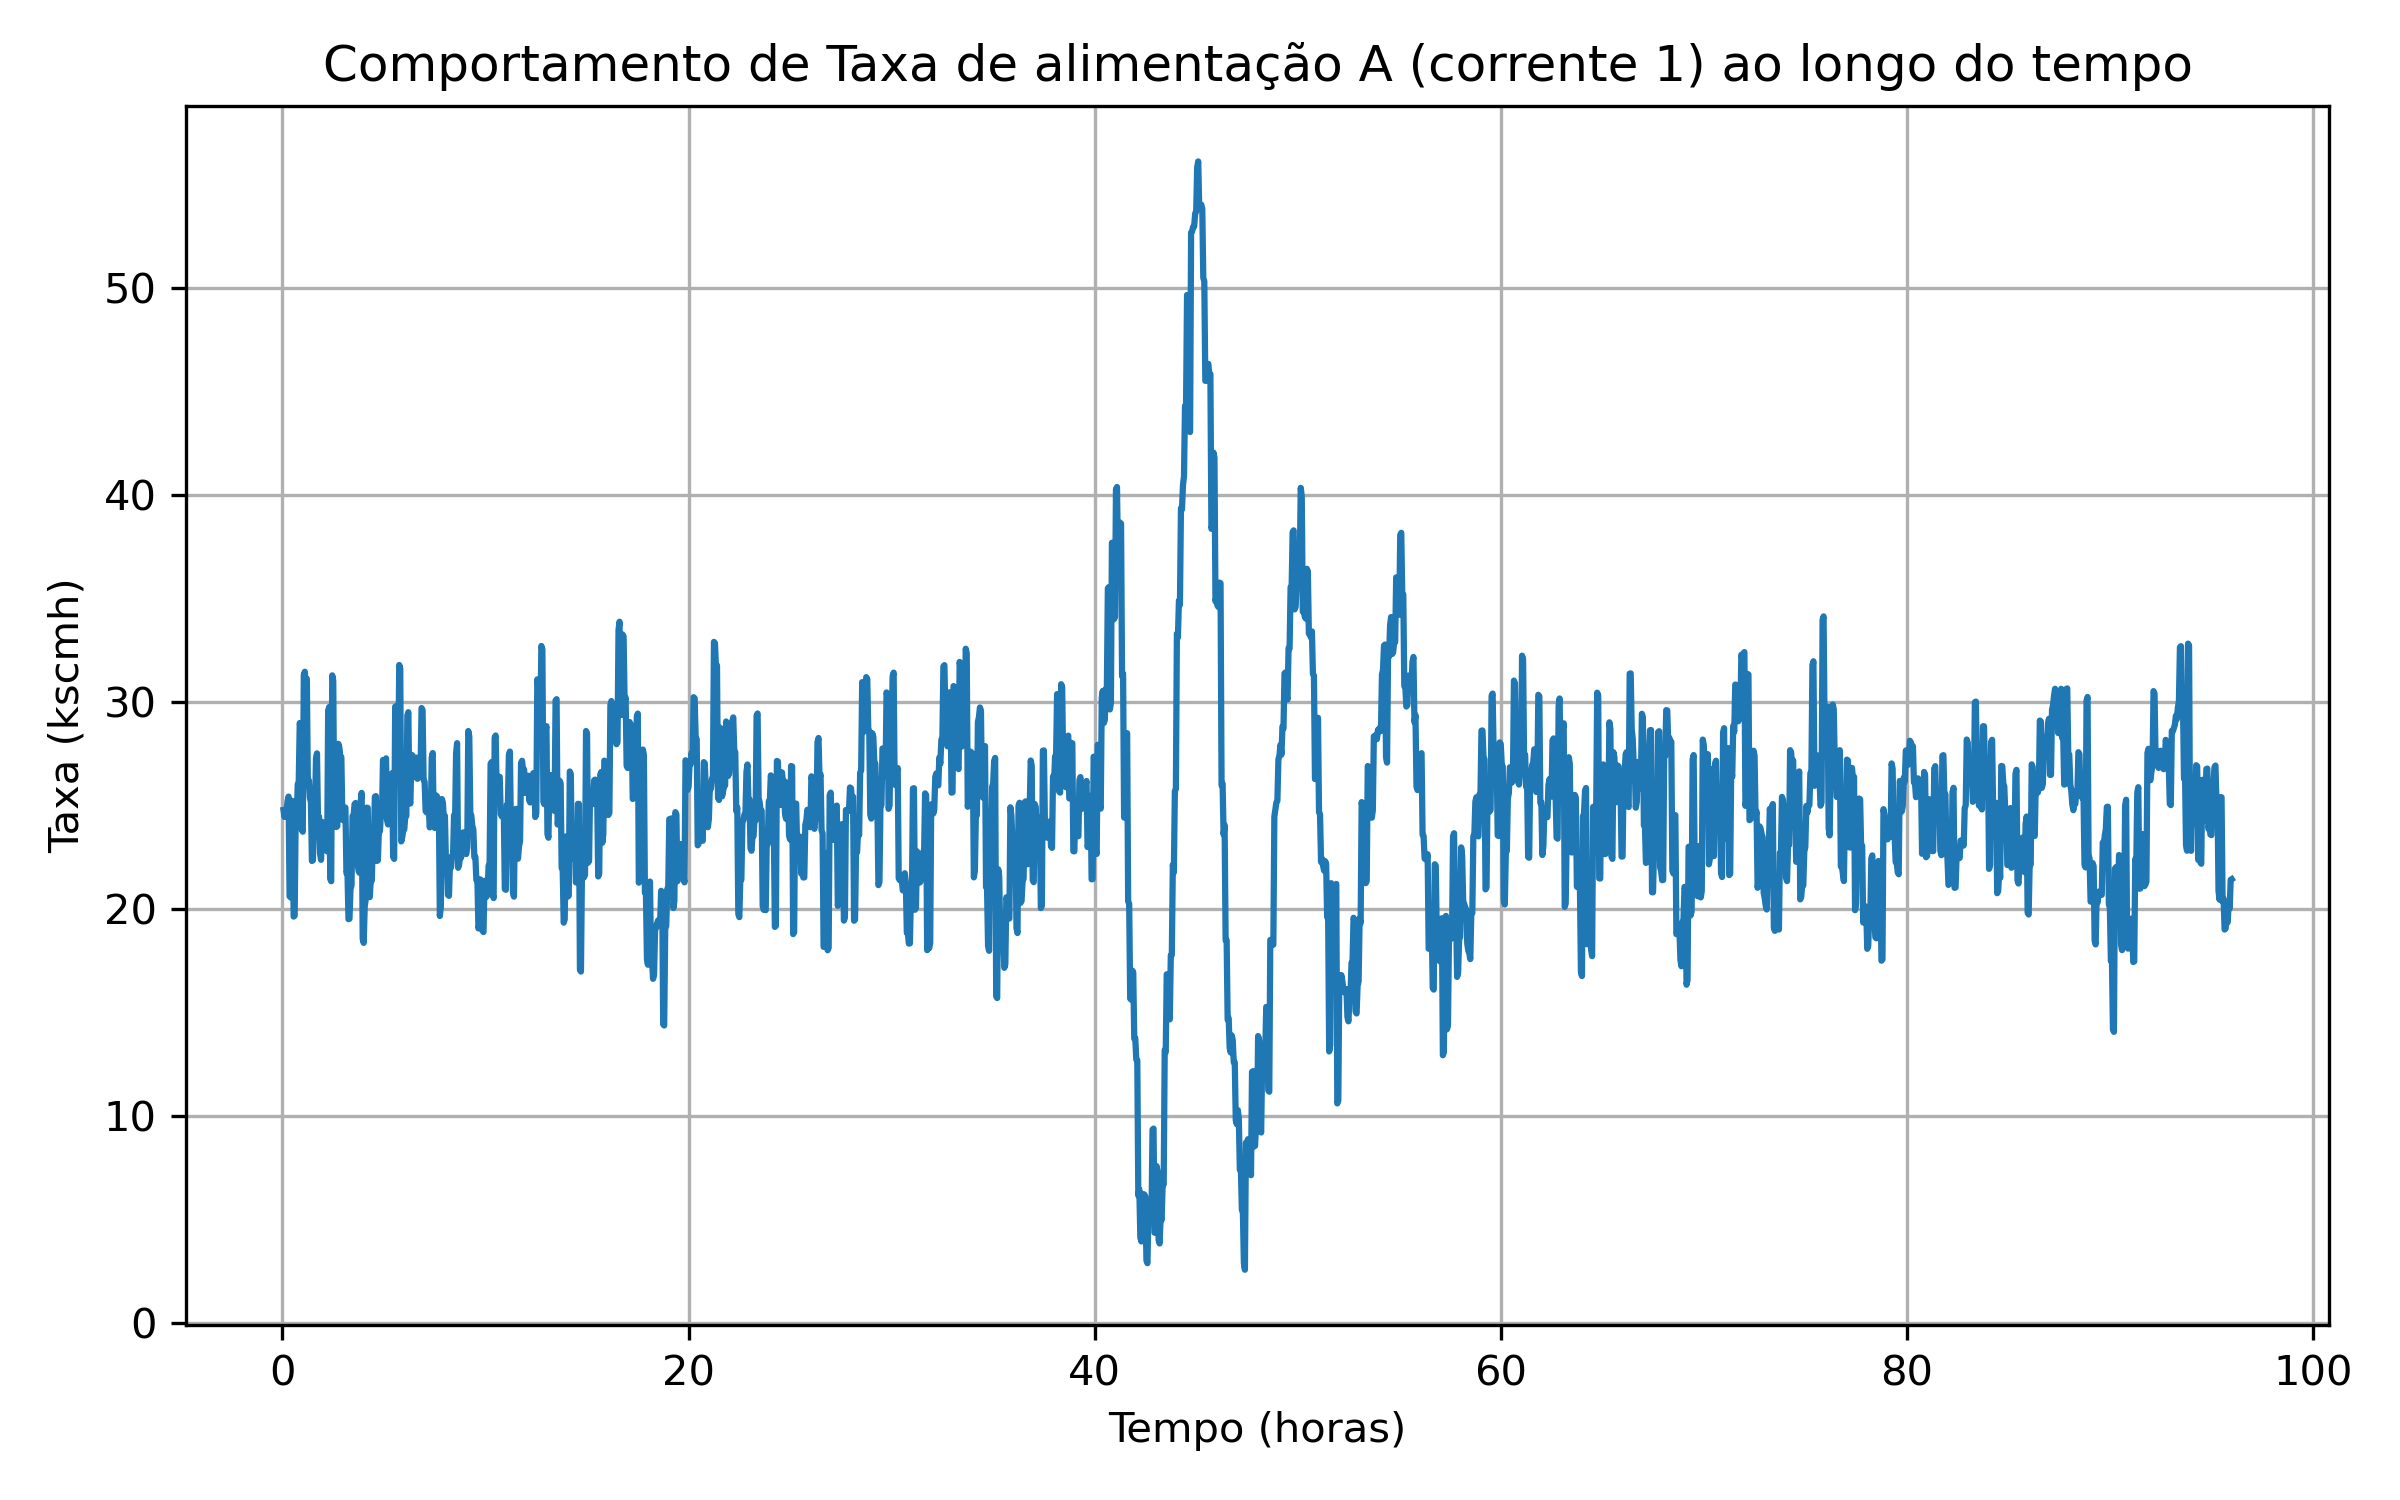 Comportamento de Taxa de alimentação A (corrente 1) ao longo do tempo
Taxa (kscmh)
50
40
30
20
10
0
0 20 40 60 80 100
Tempo (horas)